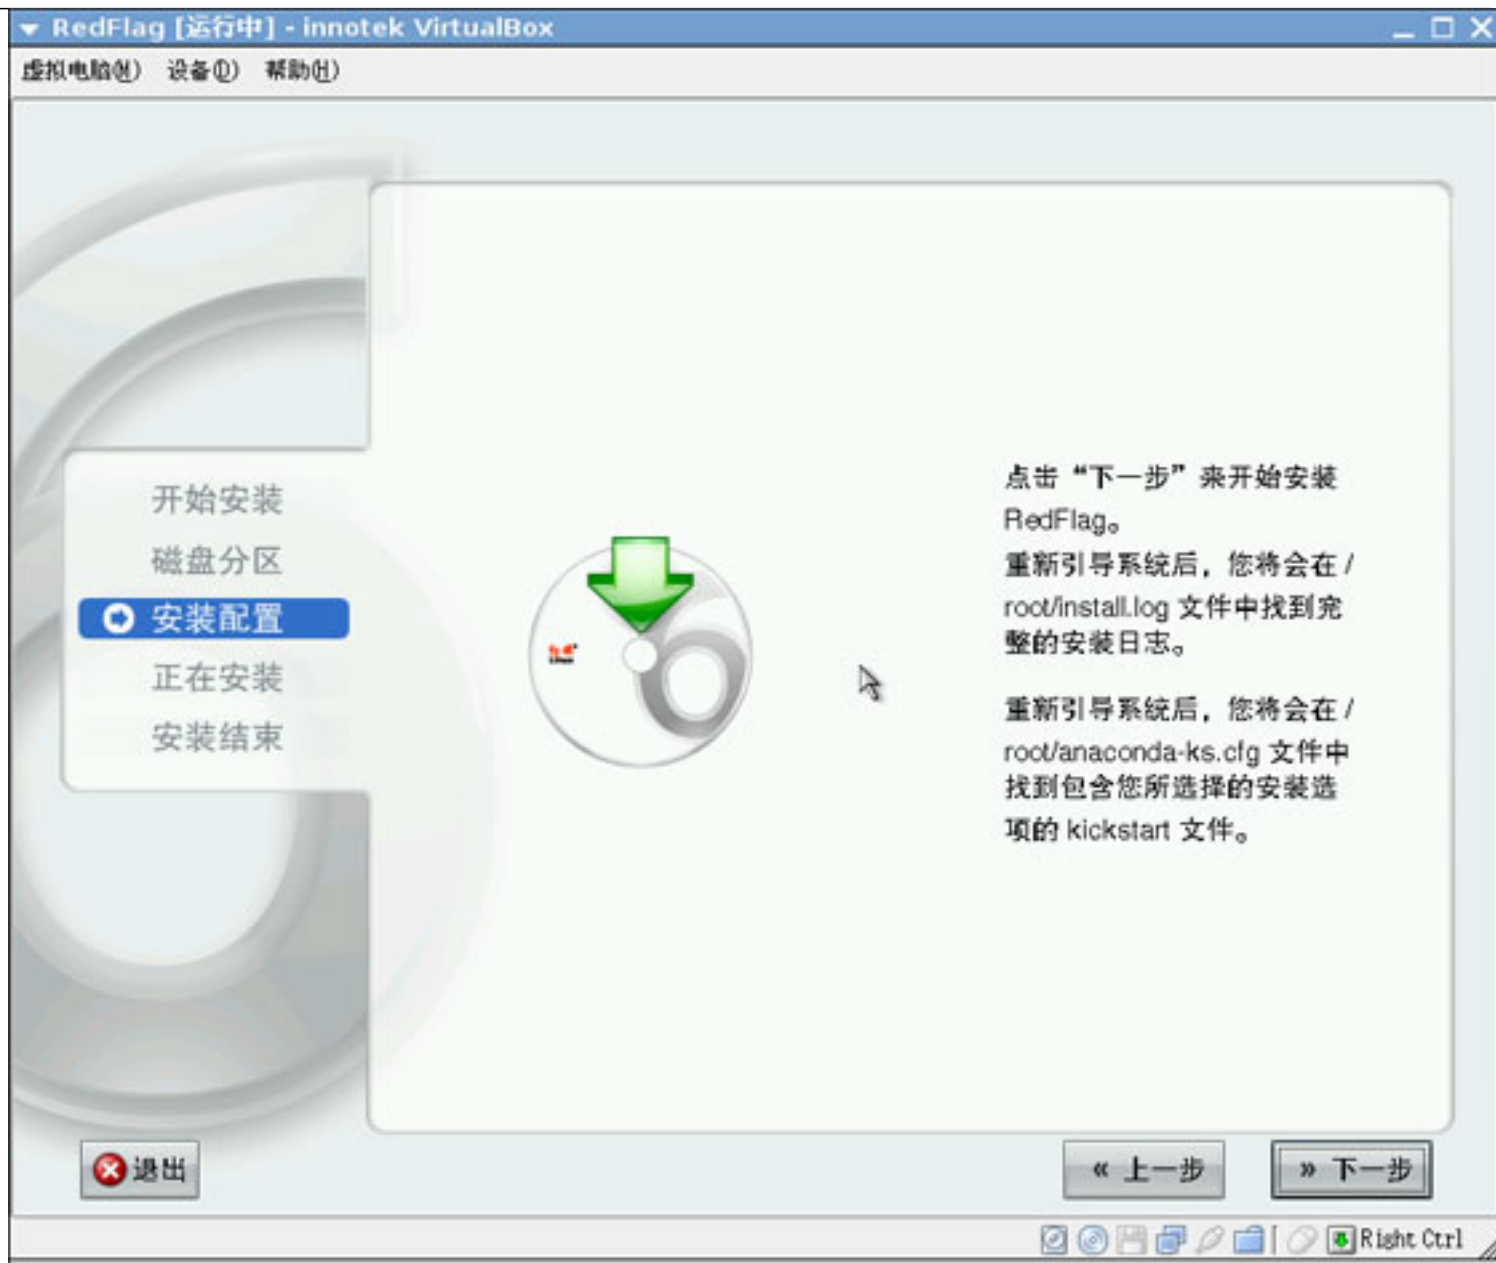 RedFlag [运行中] - innotek VirtualBox
虚拟电脑(M) 设备(D) 帮助(H)
开始安装
磁盘分区
安装配置
正在安装
安装结束
点击“下一步”来开始安装
RedFlag。
重新引导系统后，您将会在 /
root/install.log 文件中找到完
整的安装日志。
重新引导系统后，您将会在 /
root/anaconda-ks.cfg 文件中
找到包含您所选择的安装选
项的 kickstart 文件。
退出
« 上一步
» 下一步
Right Ctrl